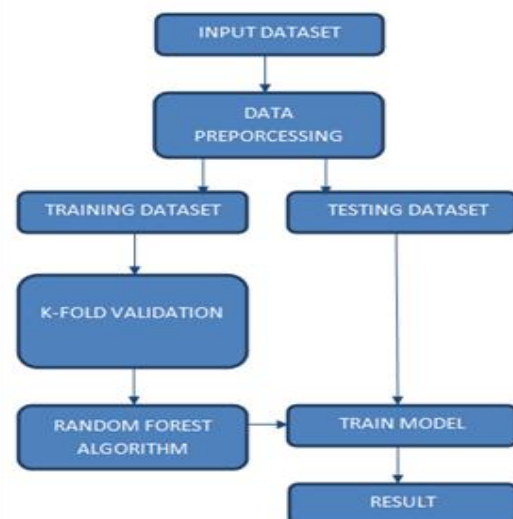 INPUT DATASET
DATA
PREPORCESSING
TRAINING DATASET
TESTING DATASET
K-FOLD VALIDATION
RANDOM FOREST
ALGORITHM
TRAIN MODEL
RESULT